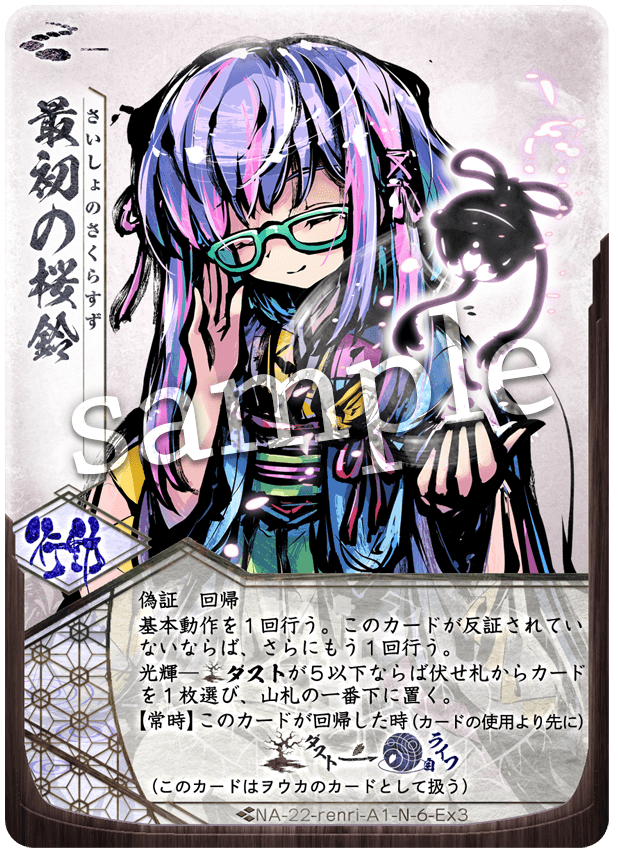 最初の桜鈴
さいしょのさくらすず
sample
行動
偽証　回帰
基本動作を１回行う。このカードが反証されてい
ないならば、さらにもう１回行う。
光輝─ダストが５以下ならば伏せ札からカード
を１枚選び、山札の一番下に置く。
【常時】このカードが回帰した時(カードの使用より先に)
ダスト→自ライフ
(このカードはヲウカのカードとして扱う)
NA-22-renri-A1-N-6-Ex3